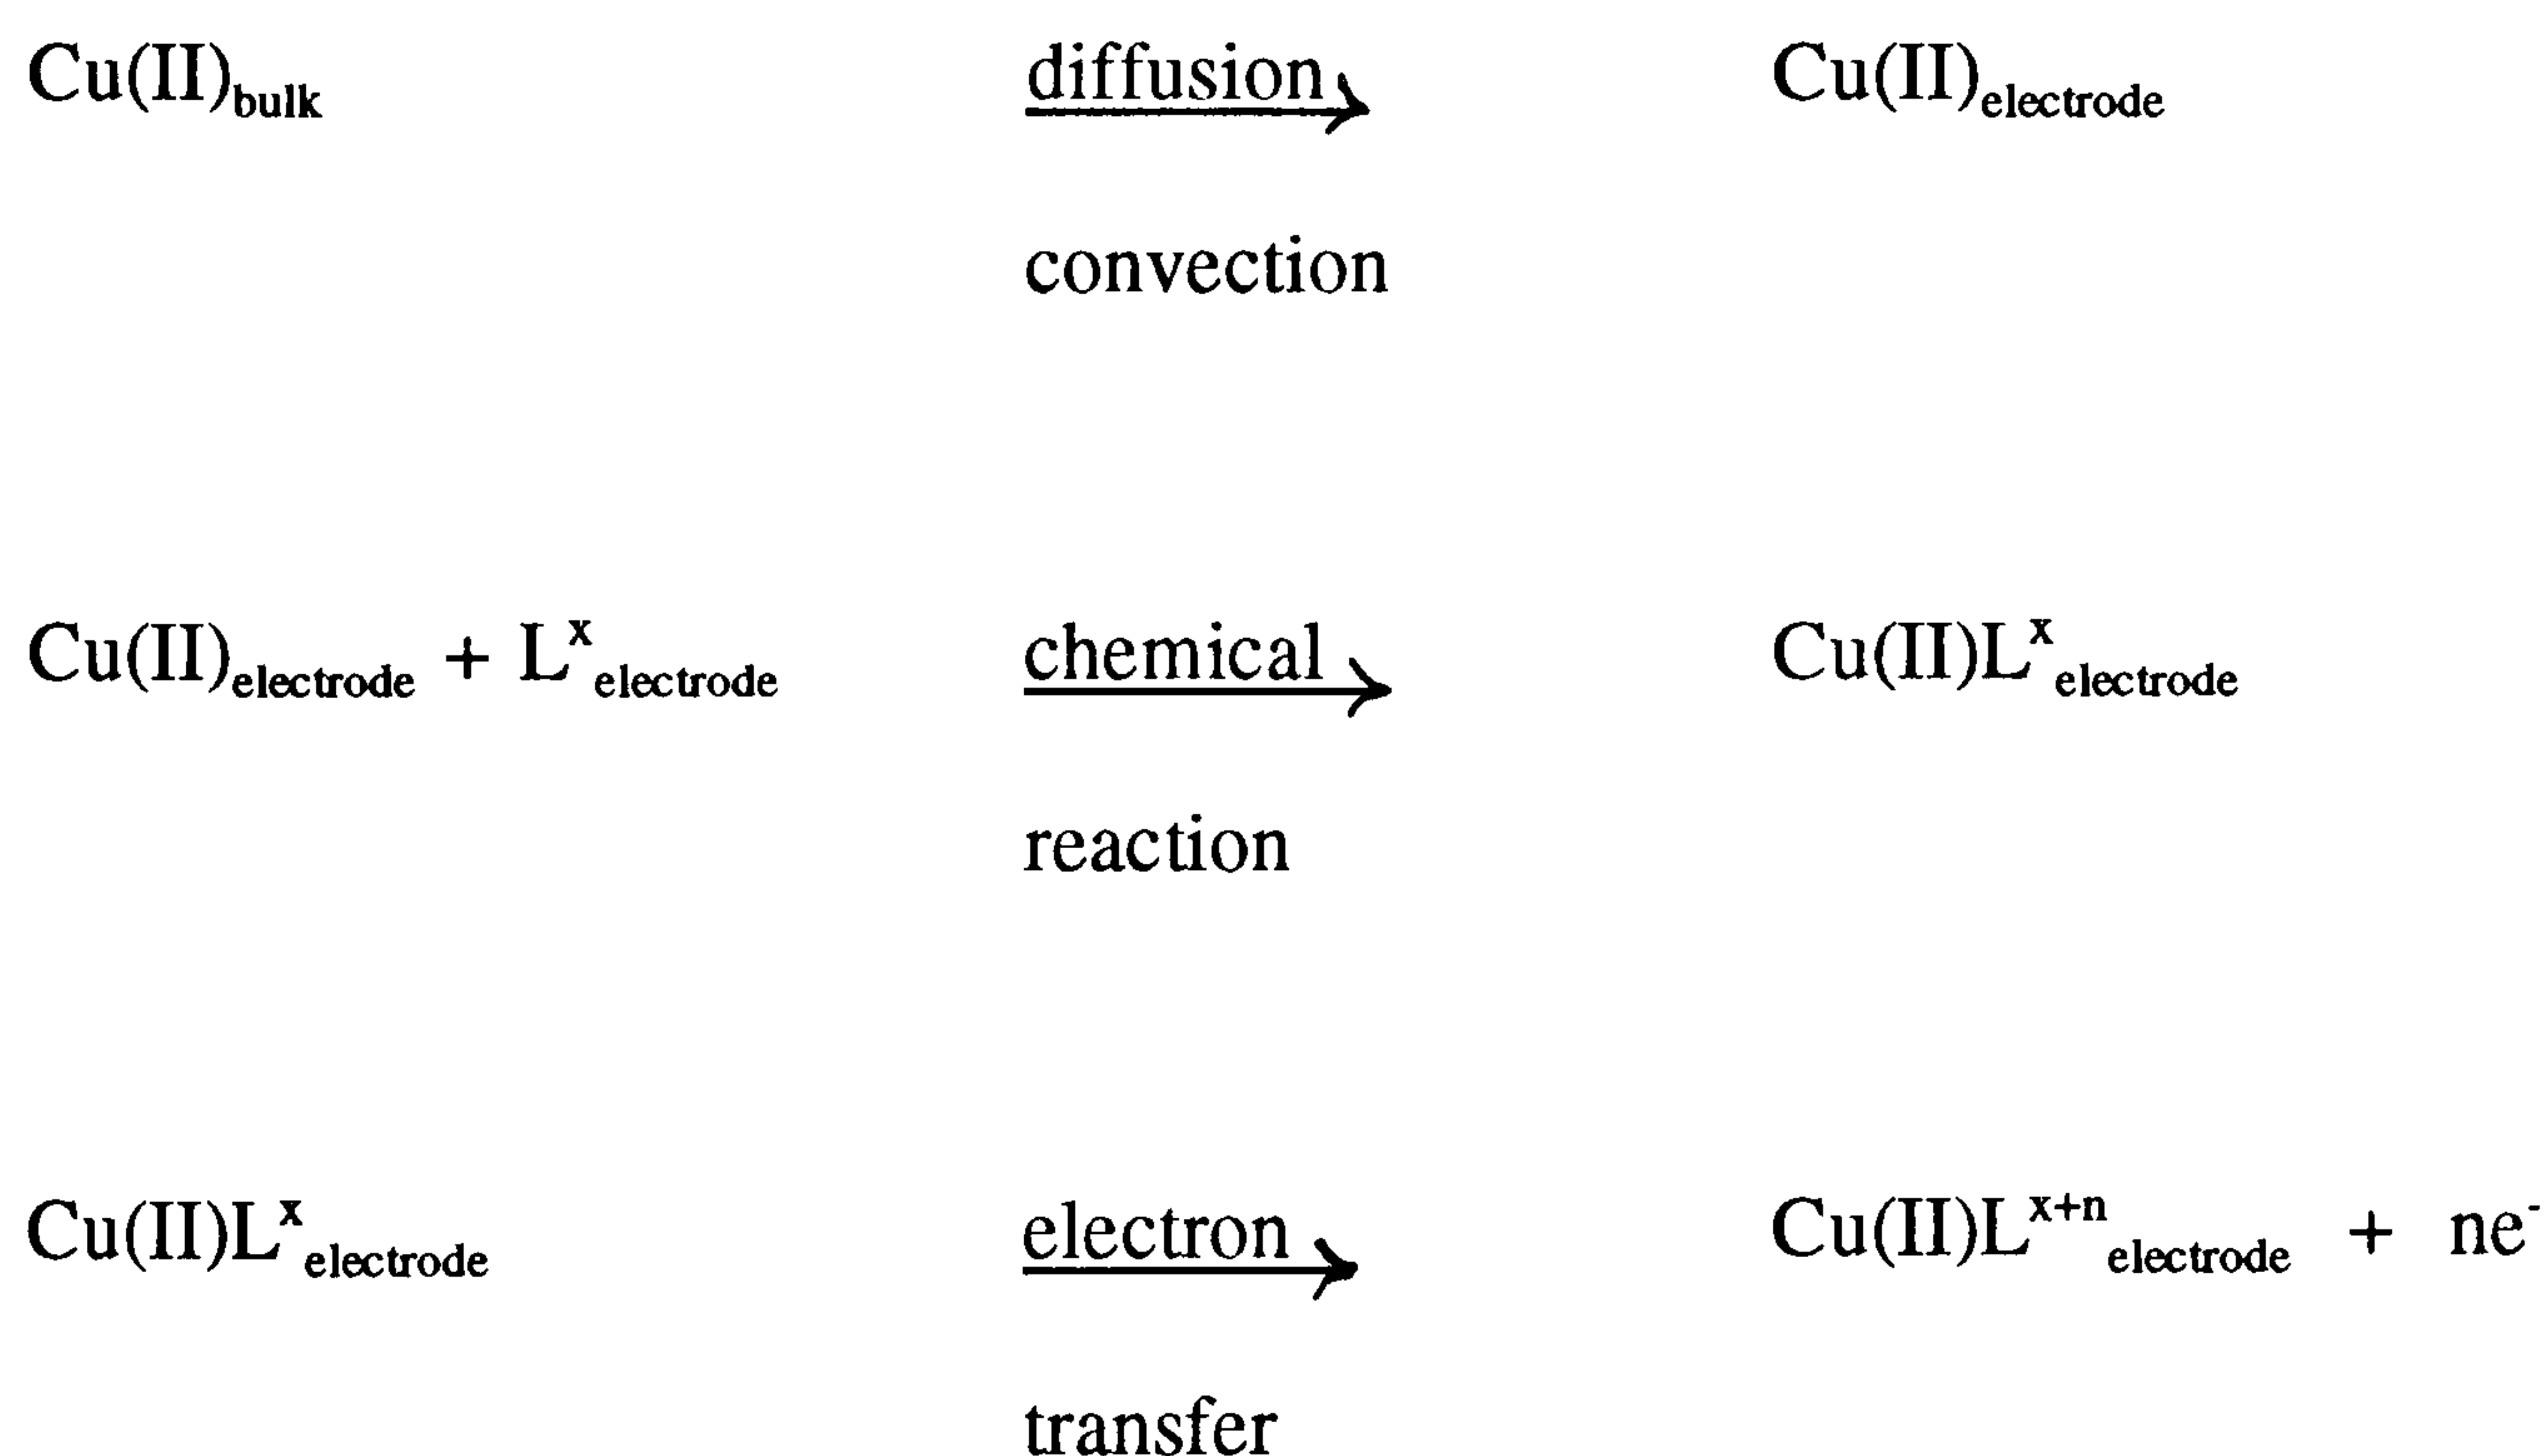 Cu(II)bulk diffusion → Cu(II)electrode
convection
Cu(II)electrode + Lˣelectrode chemical → Cu(II)Lˣelectrode
reaction
Cu(II)Lˣelectrode electron → Cu(II)Lˣ⁺ⁿelectrode + ne⁻
transfer